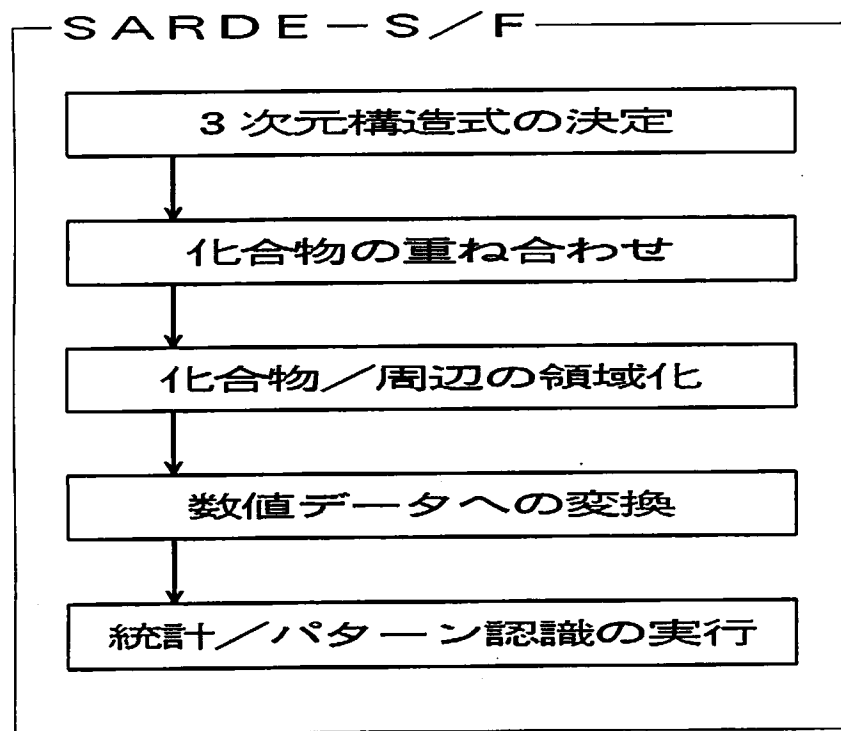 SARDE－S／F
3次元構造式の決定
化合物の重ね合わせ
化合物／周辺の領域化
数値データへの変換
統計／パターン認識の実行